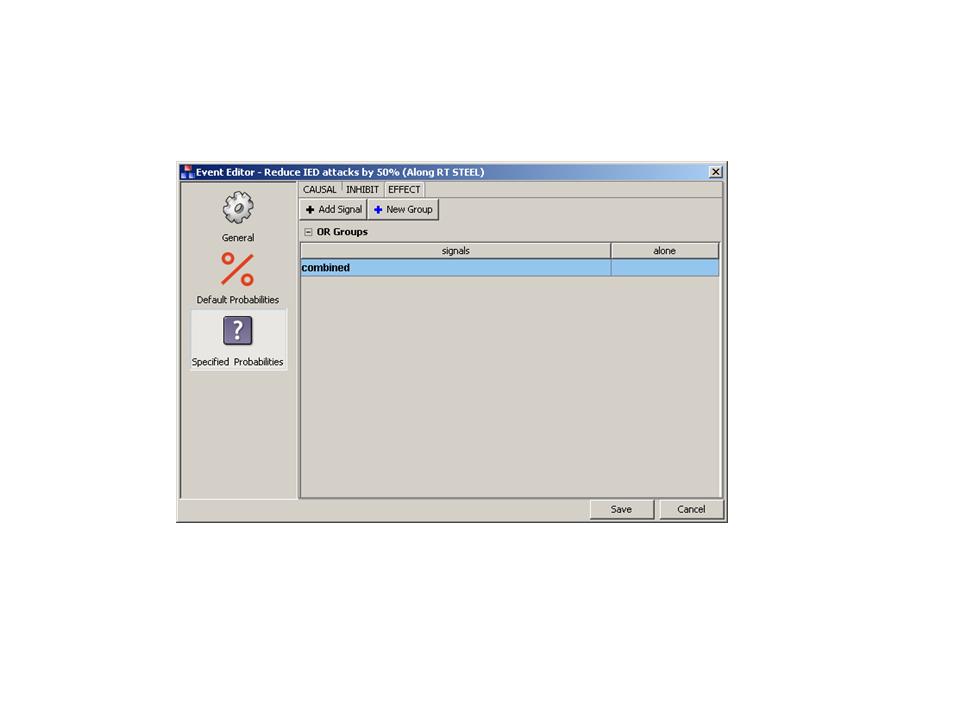 Event Editor - Reduce IED attacks by 50% (Along RT STEEL)
CAUSAL INHIBIT EFFECT
Add Signal New Group
OR Groups
signals alone
combined
General
Default Probabilities
?
Specified Probabilities
Save Cancel